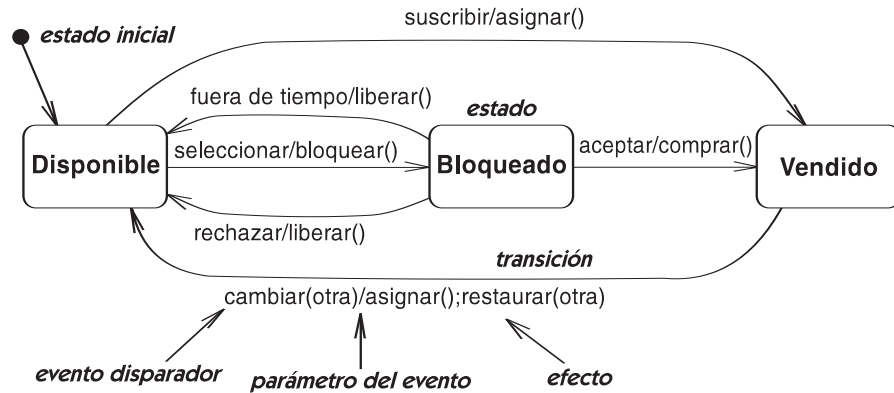 suscribir/asignar()
estado inicial
fuera de tiempo/liberar()
estado
Disponible
seleccionar/bloquear()
Bloqueado
aceptar/comprar()
Vendido
rechazar/liberar()
transición
cambiar(otra)/asignar();restaurar(otra)
evento disparador
parámetro del evento
efecto